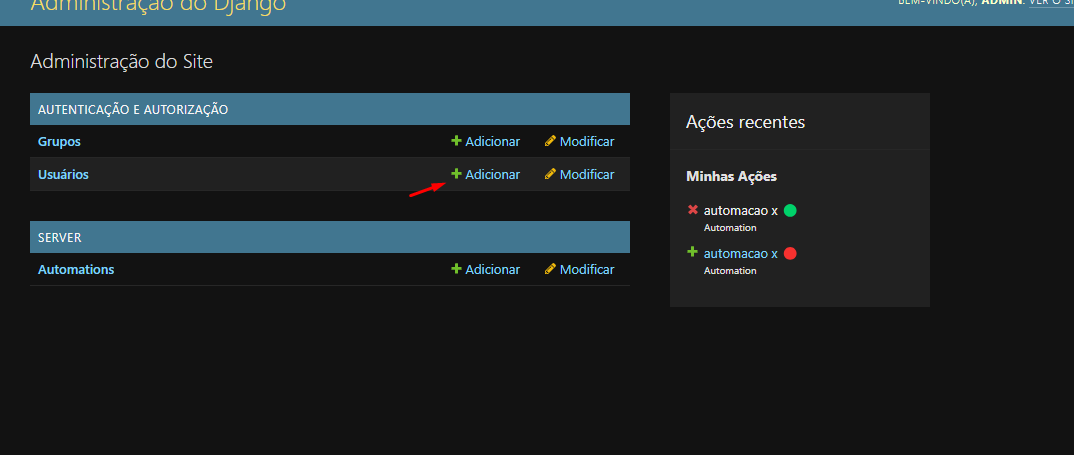 Administração do Django
BEM-VINDO(A), ADMIN. VER O SI
Administração do Site
AUTENTICAÇÃO E AUTORIZAÇÃO
Grupos Adicionar Modificar
Usuários Adicionar Modificar
SERVER
Automations Adicionar Modificar
Ações recentes
Minhas Ações
automacao x
Automation
automacao x
Automation